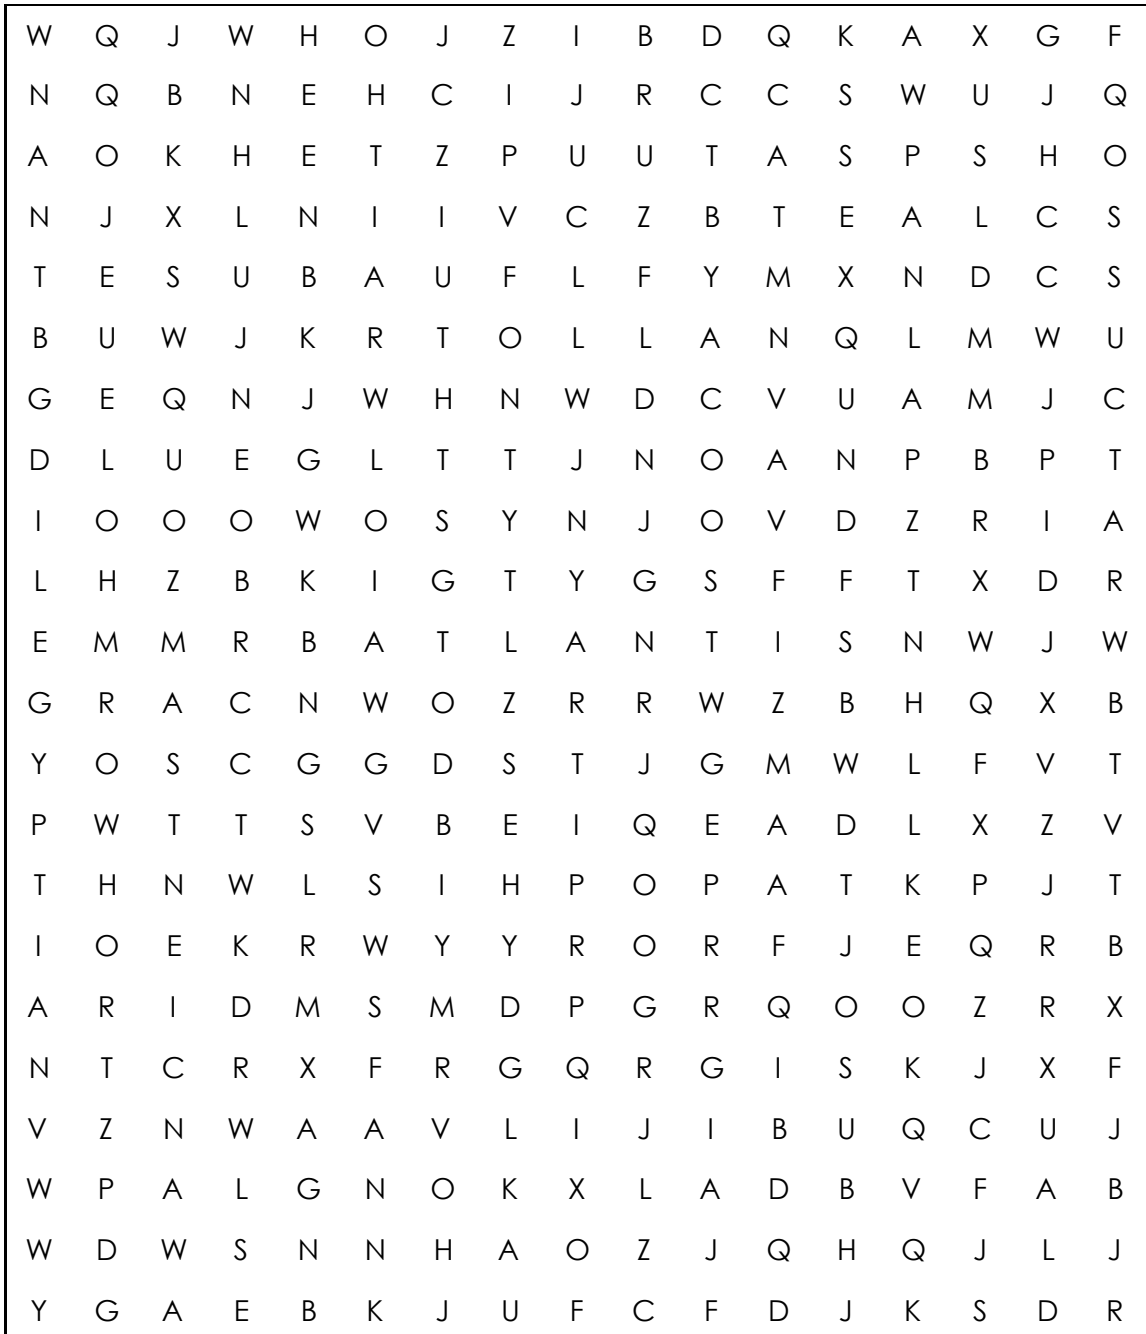 W Q J W H O J Z I B D Q K A X G F
N Q B N E H C I J R C C S W U J Q
A O K H E T Z P U U T A S P S H O
N J X L N I I V C Z B T E A L C S
T E S U B A U F L F Y M X N D C S
B U W J K R T O L L A N Q L M W U
G E Q N J W H N W D C V U A M J C
D L U E G L T T J N O A N P B P T
I O O O W O S Y N J O V D Z R I A
L H Z B K I G T Y G S F F T X D R
E M M R B A T L A N T I S N W J W
G R A C N W O Z R R W Z B H Q X B
Y O S C G G D S T J G M W L F V T
P W T T S V B E I Q E A D L X Z V
T H N W L S I H P O P A T K P J T
I O E K R W Y Y R O R F J E Q R B
A R I D M S M D P G R Q O O Z R X
N T C R X F R G Q R G I S K J X F
V Z N W A A V L I J I B U Q C U J
W P A L G N O K X L A D B V F A B
W D W S N N H A O Z J Q H Q J L J
Y G A E B K J U F C F D J K S D R